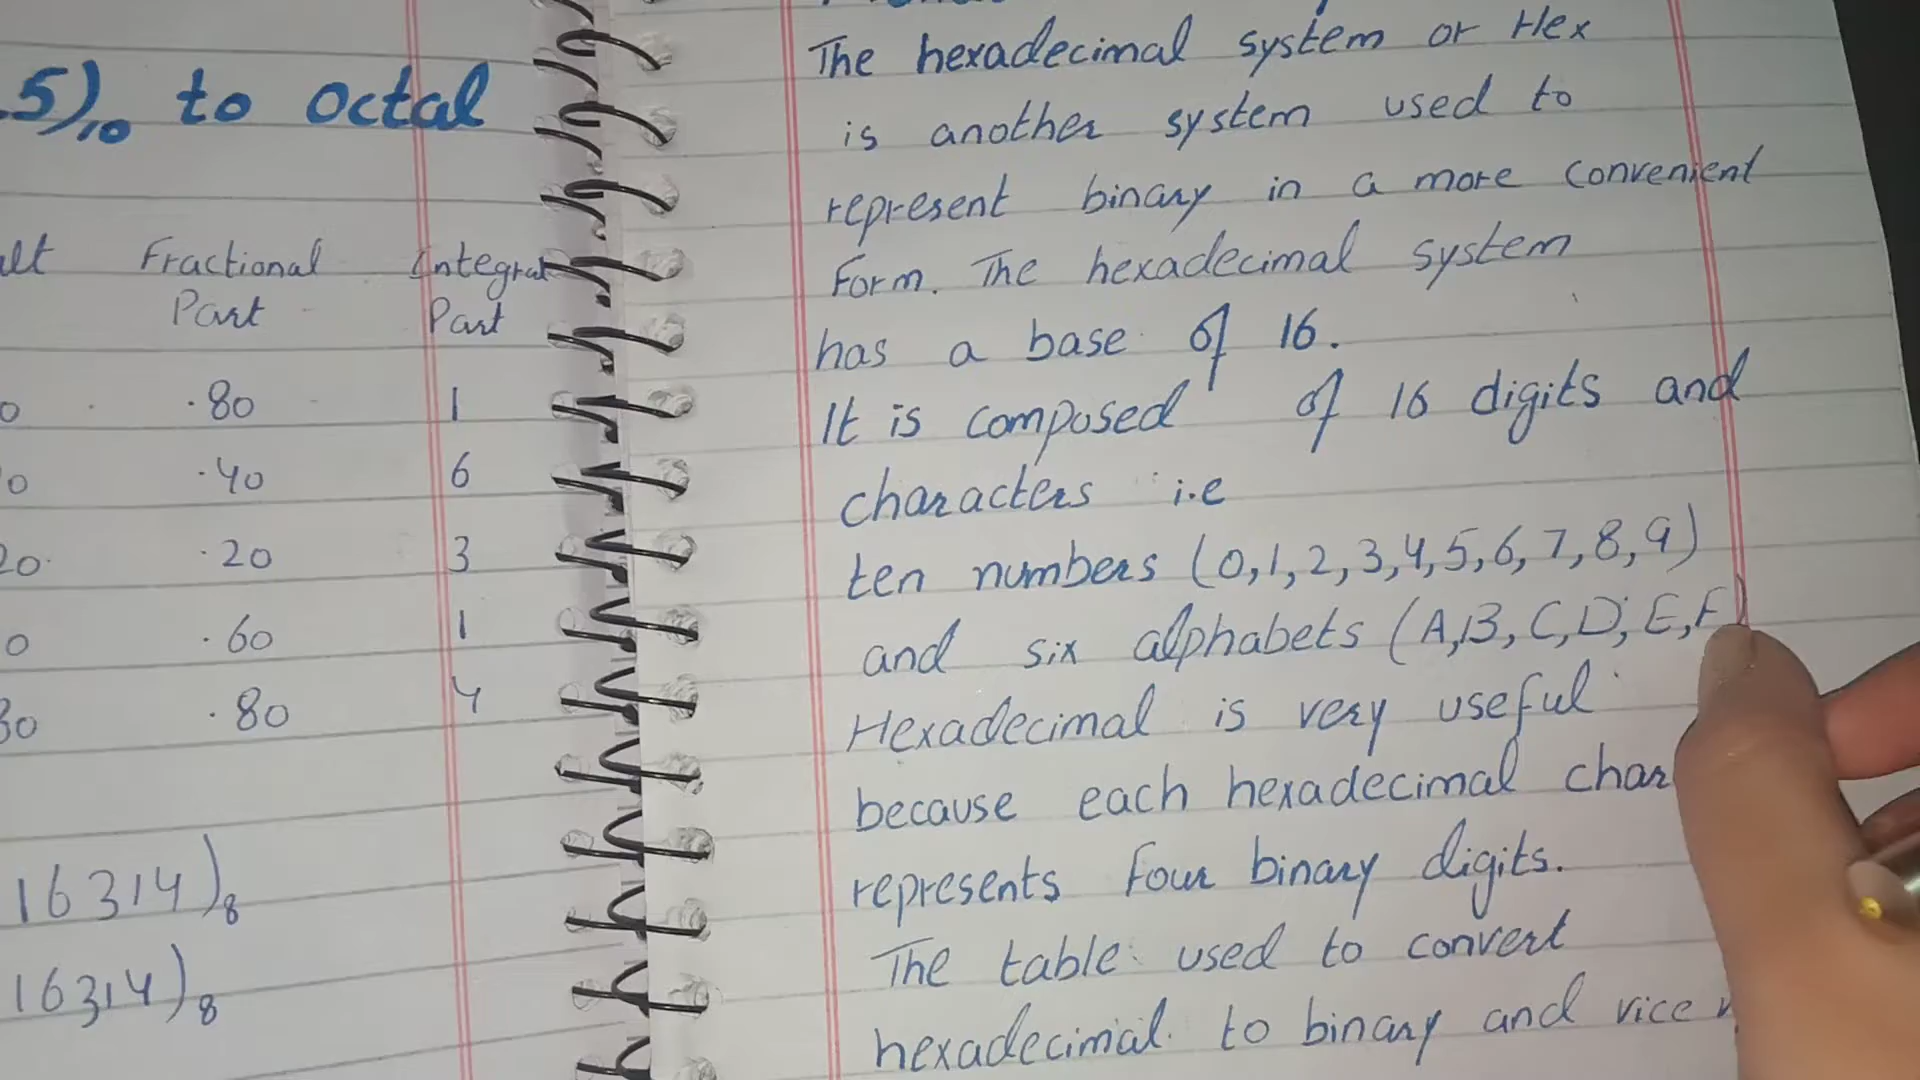 .5)₁₀ to octal
Fractional Integral
Part Part
.80 1
.40 6
20 .20 3
.60 1
30 .80 4
16314)₈
16314)₈
The hexadecimal system or Hex
is another system used to
represent binary in a more convenient
form. The hexadecimal system
has a base of 16.
It is composed of 16 digits and
characters i.e
ten numbers (0,1,2,3,4,5,6,7,8,9)
and six alphabets (A,B,C,D,E,F)
Hexadecimal is very useful
because each hexadecimal char
represents four binary digits.
The table used to convert
hexadecimal to binary and vice